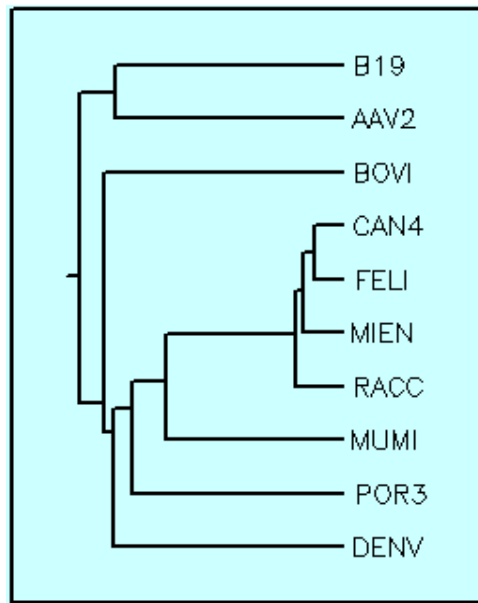 B19
AAV2
BOVI
CAN4
FELI
MIEN
RACC
MUMI
POR3
DENV